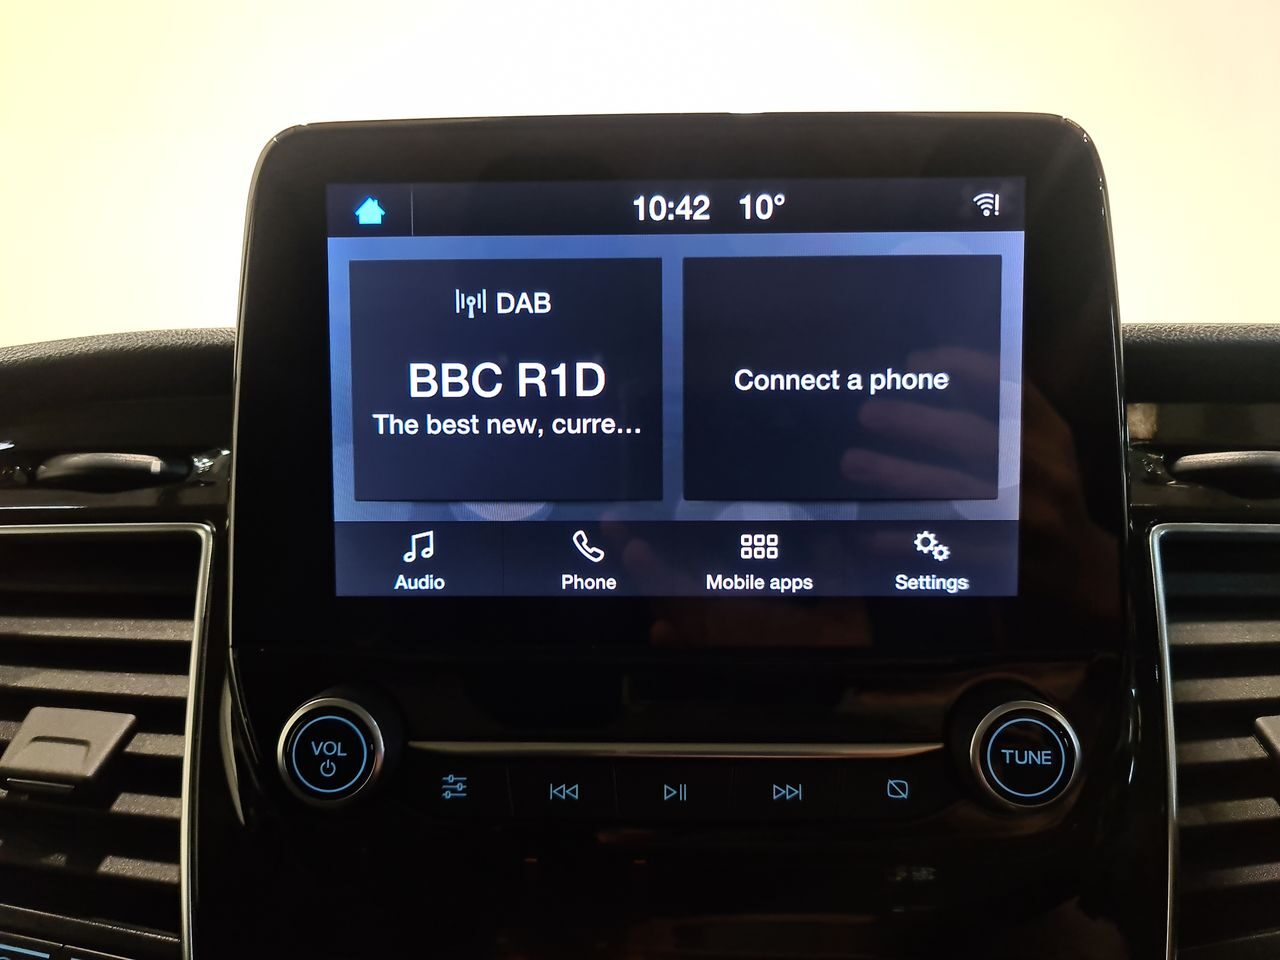 10:42 10°
DAB
BBC R1D
The best new, curre...
Connect a phone
Audio
Phone
Mobile apps
Settings
VOL
TUNE